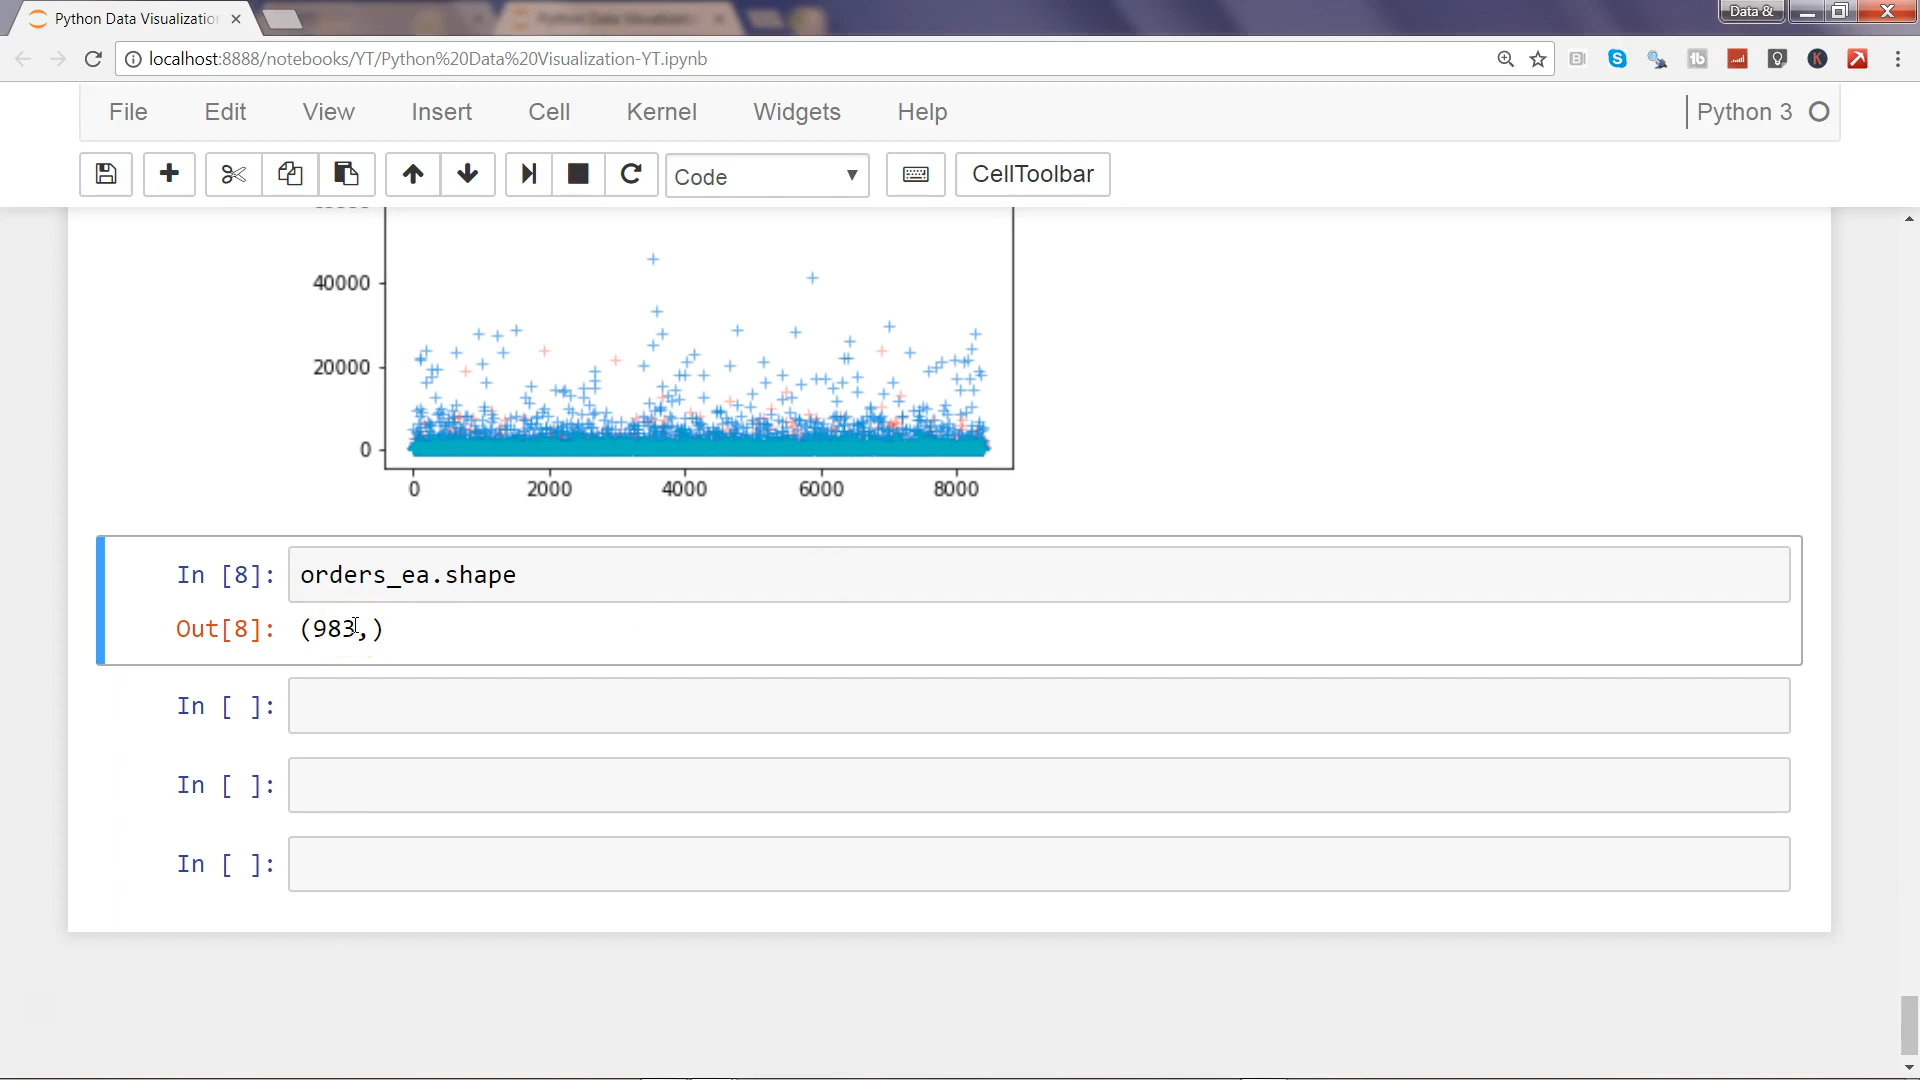 Python Data Visualization
Data &
localhost:8888/notebooks/YT/Python%20Data%20Visualization-YT.ipynb
File Edit View Insert Cell Kernel Widgets Help Python 3
Code CellToolbar
40000
20000
0
0 2000 4000 6000 8000
In [8]: orders_ea.shape
Out[8]: (983,)
In [ ]:
In [ ]:
In [ ]: